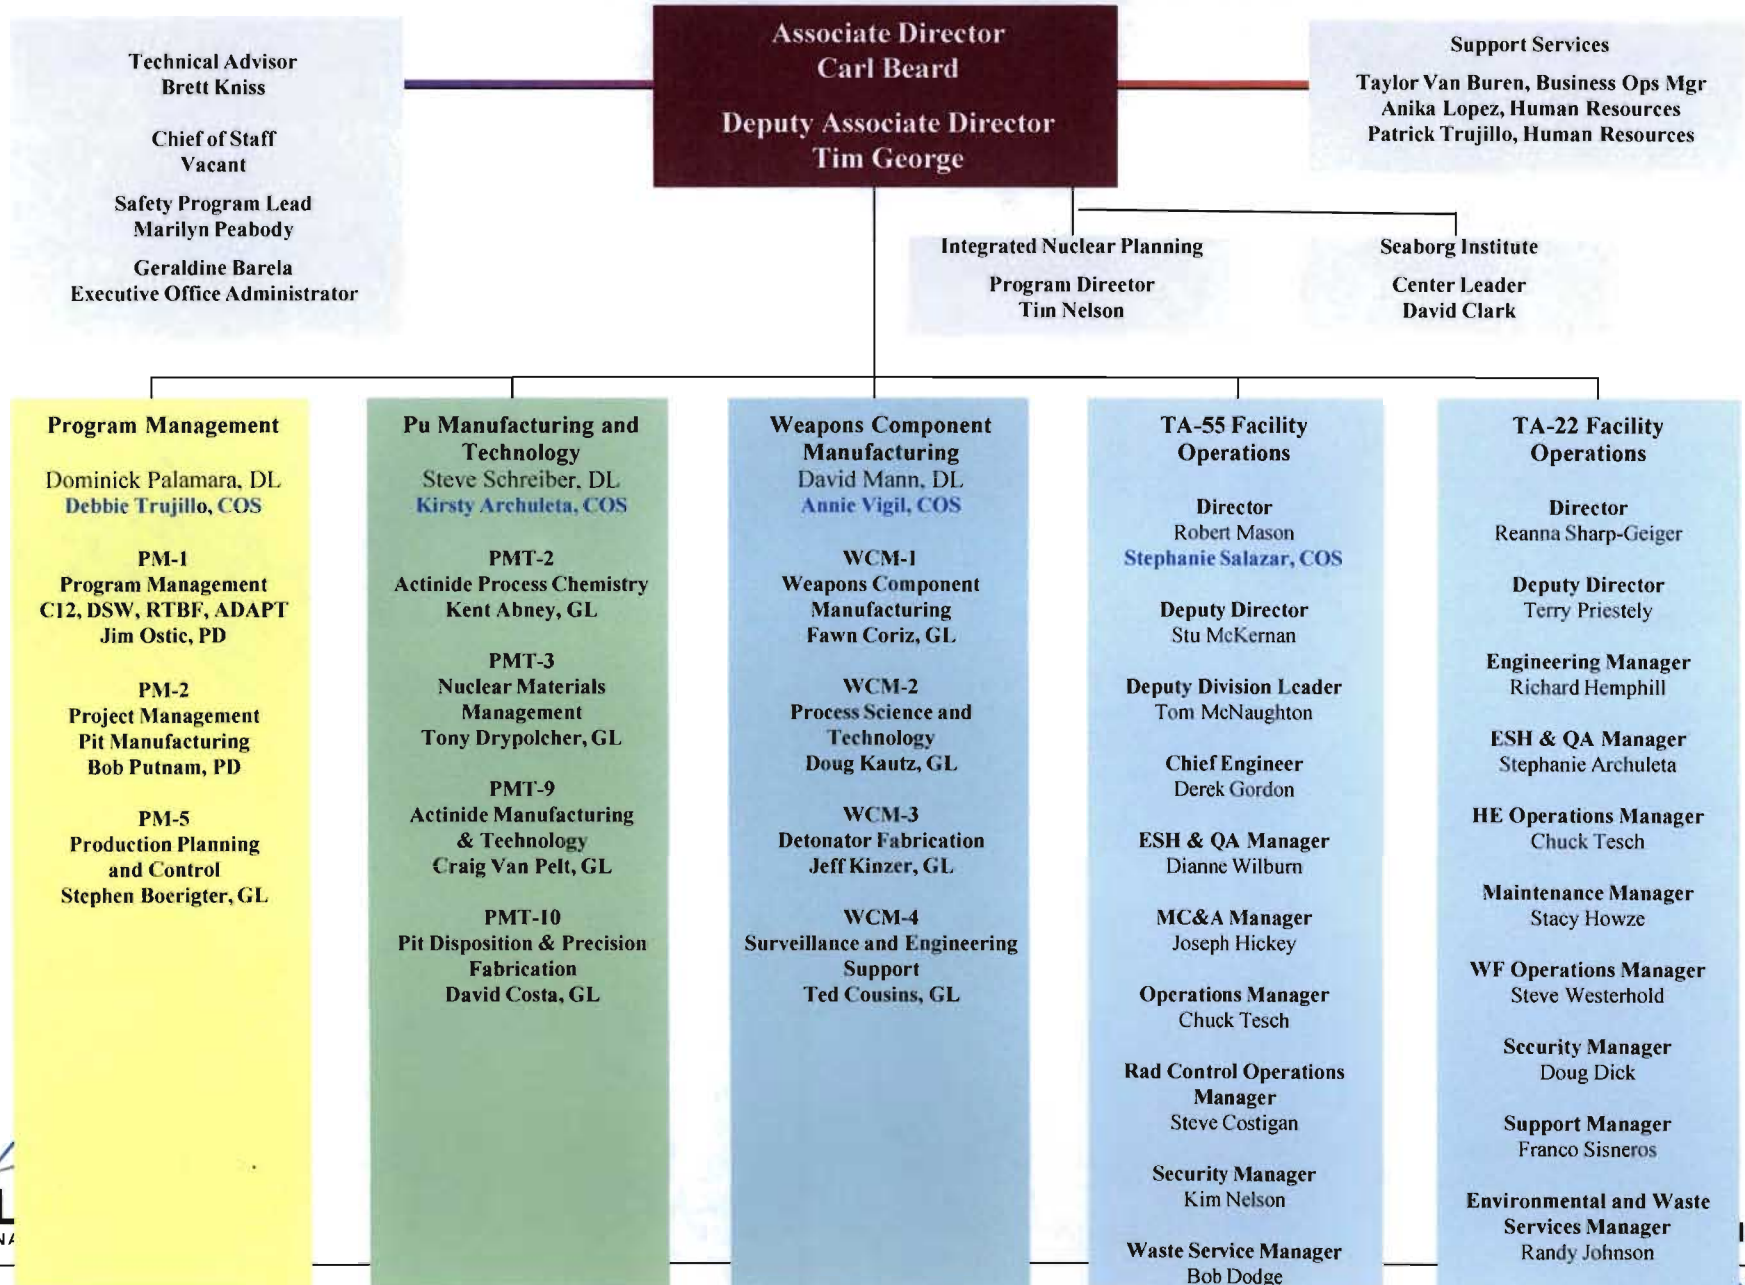 Technical Advisor
Brett Kniss
Chief of Staff
Vacant
Safety Program Lead
Marilyn Peabody
Geraldine Barela
Executive Office Administrator
Associate Director
Carl Beard
Deputy Associate Director
Tim George
Support Services
Taylor Van Buren, Business Ops Mgr
Anika Lopez, Human Resources
Patrick Trujillo, Human Resources
Integrated Nuclear Planning
Program Director
Tim Nelson
Seaborg Institute
Center Leader
David Clark
Program Management
Dominick Palamara, DL
Debbie Trujillo, COS
PM-1
Program Management
C12, DSW, RTBF, ADAPT
Jim Ostic, PD
PM-2
Project Management
Pit Manufacturing
Bob Putnam, PD
PM-5
Production Planning
and Control
Stephen Boerigter, GL
Pu Manufacturing and
Technology
Steve Schreiber, DL
Kirsty Archuleta, COS
PMT-2
Actinide Process Chemistry
Kent Abney, GL
PMT-3
Nuclear Materials
Management
Tony Drypolcher, GL
PMT-9
Actinide Manufacturing
& Technology
Craig Van Pelt, GL
PMT-10
Pit Disposition & Precision
Fabrication
David Costa, GL
Weapons Component
Manufacturing
David Mann, DL
Annie Vigil, COS
WCM-1
Weapons Component
Manufacturing
Fawn Coriz, GL
WCM-2
Process Science and
Technology
Doug Kautz, GL
WCM-3
Detonator Fabrication
Jeff Kinzer, GL
WCM-4
Surveillance and Engineering
Support
Ted Cousins, GL
TA-55 Facility
Operations
Director
Robert Mason
Stephanie Salazar, COS
Deputy Director
Stu McKernan
Deputy Division Leader
Tom McNaughton
Chief Engineer
Derek Gordon
ESH & QA Manager
Dianne Wilburn
MC&A Manager
Joseph Hickey
Operations Manager
Chuck Tesch
Rad Control Operations
Manager
Steve Costigan
Security Manager
Kim Nelson
Waste Service Manager
Bob Dodge
TA-22 Facility
Operations
Director
Reanna Sharp-Geiger
Deputy Director
Terry Priestely
Engineering Manager
Richard Hemphill
ESH & QA Manager
Stephanie Archuleta
HE Operations Manager
Chuck Tesch
Maintenance Manager
Stacy Howze
WF Operations Manager
Steve Westerhold
Security Manager
Doug Dick
Support Manager
Franco Sisneros
Environmental and Waste
Services Manager
Randy Johnson